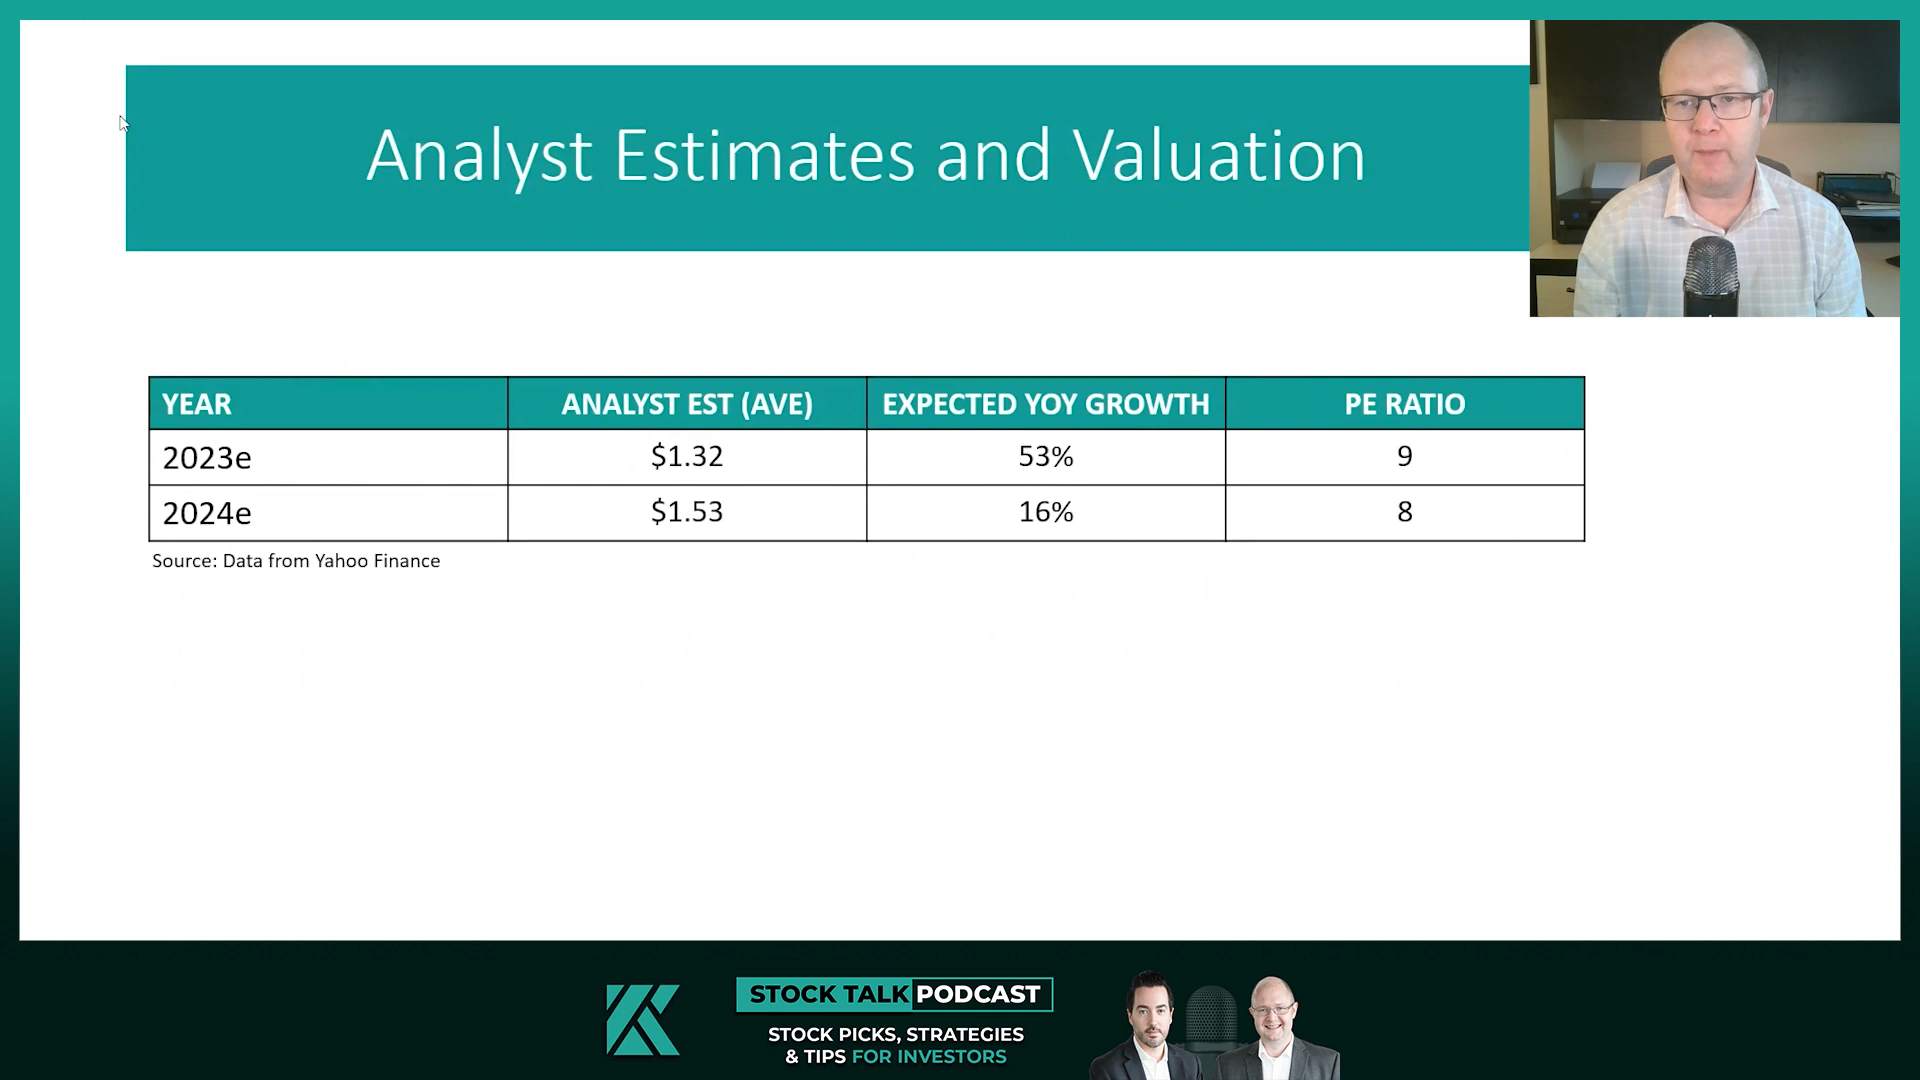 Analyst Estimates and Valuation
YEAR ANALYST EST (AVE) EXPECTED YOY GROWTH PE RATIO
2023e $1.32 53% 9
2024e $1.53 16% 8
Source: Data from Yahoo Finance
STOCK TALK PODCAST
STOCK PICKS, STRATEGIES
& TIPS FOR INVESTORS